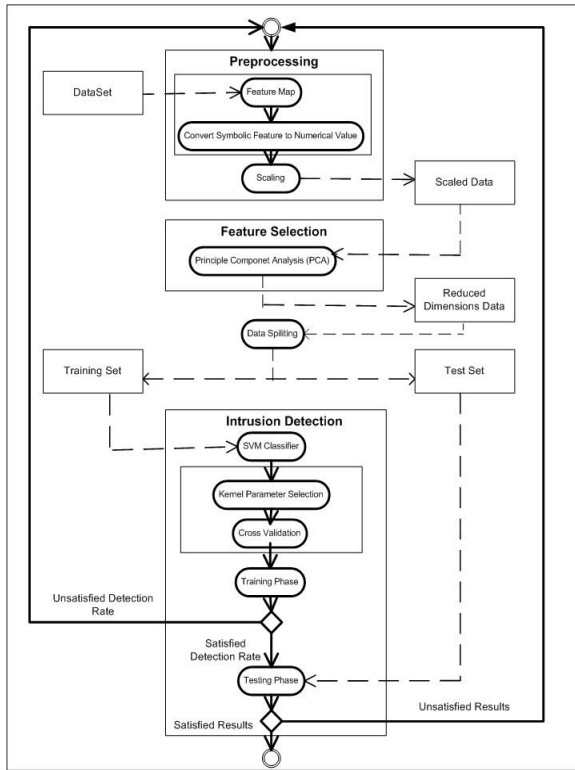 Preprocessing
DataSet
Feature Map
Convert Symbolic Feature to Numerical Value
Scaling
Scaled Data
Feature Selection
Principle Componet Analysis (PCA)
Reduced
Dimensions Data
Data Spiliting
Training Set
Test Set
Intrusion Detection
SVM Classifier
Kernel Parameter Selection
Cross Validation
Training Phase
Unsatisfied Detection
Rate
Satisfied
Detection Rate
Testing Phase
Unsatisfied Results
Satisfied Results